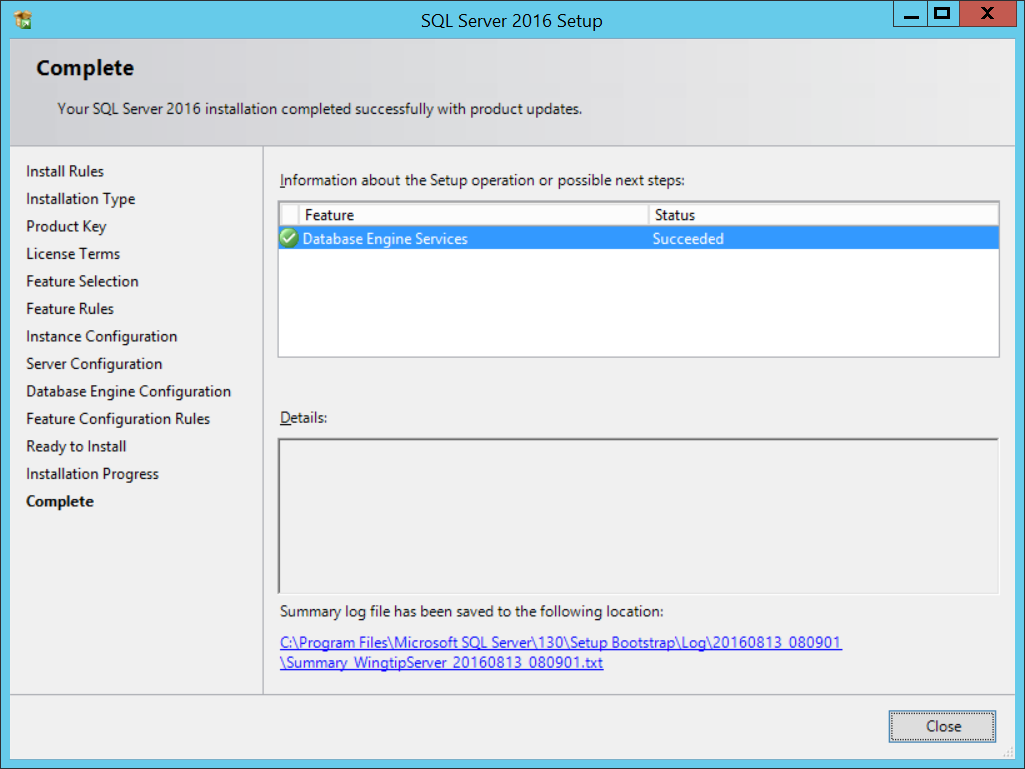 SQL Server 2016 Setup
Complete
Your SQL Server 2016 installation completed successfully with product updates.
Install Rules
Installation Type
Product Key
License Terms
Feature Selection
Feature Rules
Instance Configuration
Server Configuration
Database Engine Configuration
Feature Configuration Rules
Ready to Install
Installation Progress
Complete
Information about the Setup operation or possible next steps:
Feature Status
Database Engine Services Succeeded
Details:
Summary log file has been saved to the following location:
C:\Program Files\Microsoft SQL Server\130\Setup Bootstrap\Log\20160813_080901
\Summary_WingtipServer_20160813_080901.txt
Close